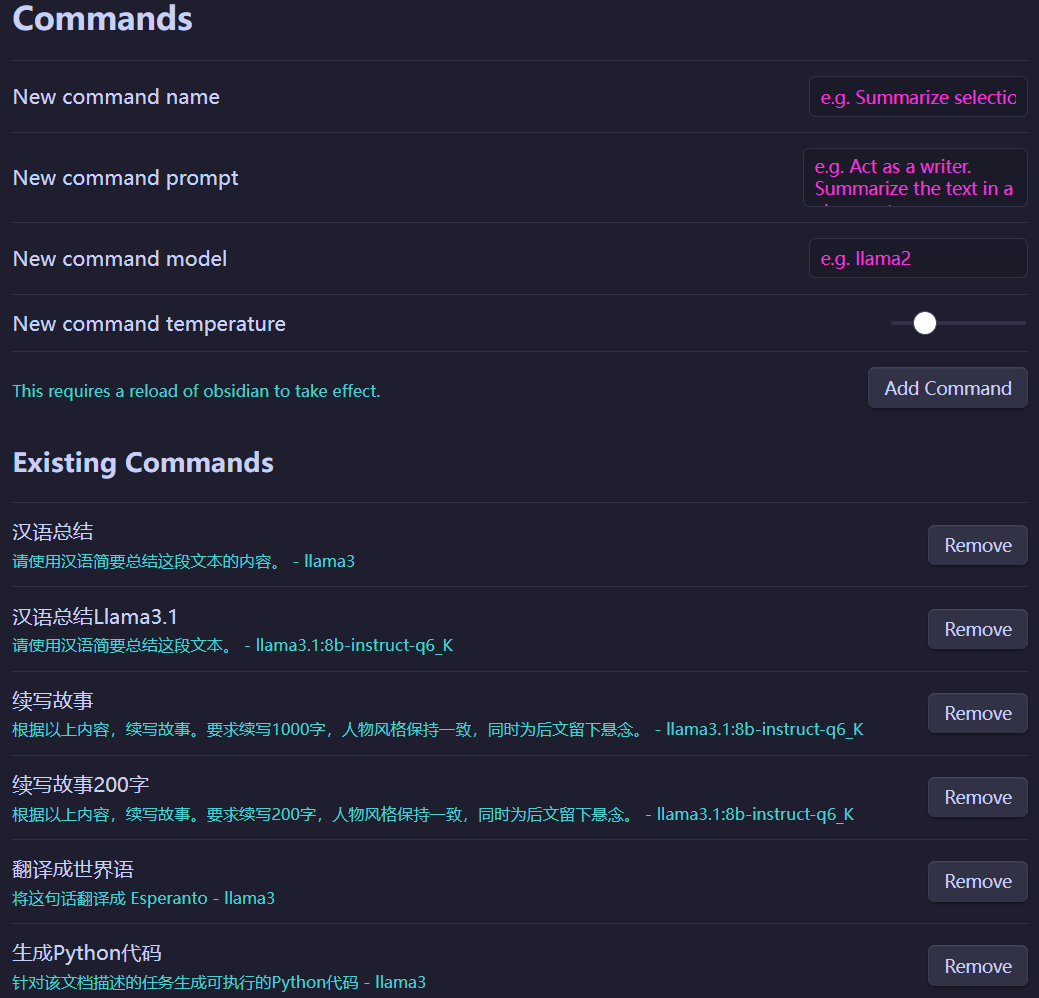 Commands
New command name
e.g. Summarize selectio
New command prompt
e.g. Act as a writer.
Summarize the text in a
New command model
e.g. llama2
New command temperature
This requires a reload of obsidian to take effect.
Add Command
Existing Commands
汉语总结
请使用汉语简要总结这段文本的内容。 - llama3
Remove
汉语总结Llama3.1
请使用汉语简要总结这段文本。 - llama3.1:8b-instruct-q6_K
Remove
续写故事
根据以上内容，续写故事。要求续写1000字，人物风格保持一致，同时为后文留下悬念。 - llama3.1:8b-instruct-q6_K
Remove
续写故事200字
根据以上内容，续写故事。要求续写200字，人物风格保持一致，同时为后文留下悬念。 - llama3.1:8b-instruct-q6_K
Remove
翻译成世界语
将这句话翻译成 Esperanto - llama3
Remove
生成Python代码
针对该文档描述的任务生成可执行的Python代码 - llama3
Remove